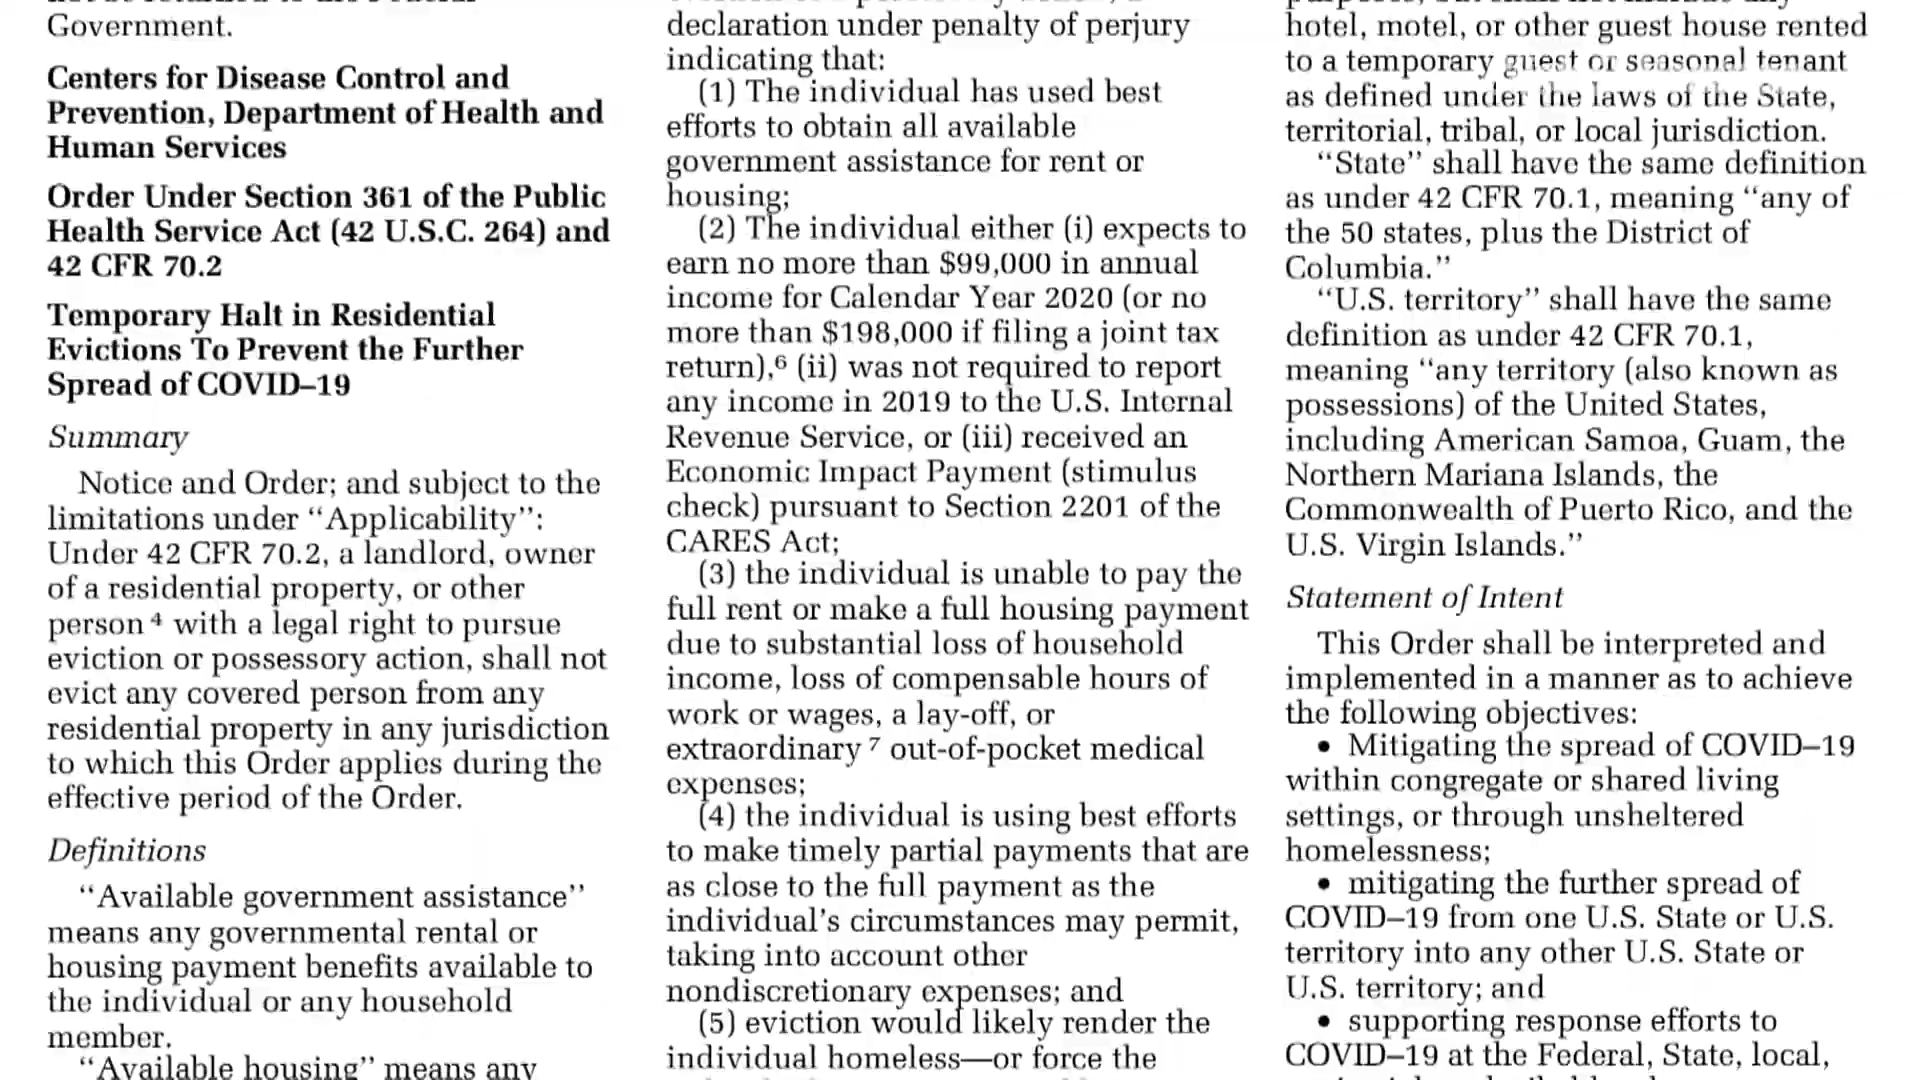 Government.
Centers for Disease Control and
Prevention, Department of Health and
Human Services
Order Under Section 361 of the Public
Health Service Act (42 U.S.C. 264) and
42 CFR 70.2
Temporary Halt in Residential
Evictions To Prevent the Further
Spread of COVID–19
Summary
Notice and Order; and subject to the
limitations under “Applicability”:
Under 42 CFR 70.2, a landlord, owner
of a residential property, or other
person 4 with a legal right to pursue
eviction or possessory action, shall not
evict any covered person from any
residential property in any jurisdiction
to which this Order applies during the
effective period of the Order.
Definitions
“Available government assistance”
means any governmental rental or
housing payment benefits available to
the individual or any household
member.
“Available housing” means any
declaration under penalty of perjury
indicating that:
(1) The individual has used best
efforts to obtain all available
government assistance for rent or
housing;
(2) The individual either (i) expects to
earn no more than $99,000 in annual
income for Calendar Year 2020 (or no
more than $198,000 if filing a joint tax
return),6 (ii) was not required to report
any income in 2019 to the U.S. Internal
Revenue Service, or (iii) received an
Economic Impact Payment (stimulus
check) pursuant to Section 2201 of the
CARES Act;
(3) the individual is unable to pay the
full rent or make a full housing payment
due to substantial loss of household
income, loss of compensable hours of
work or wages, a lay-off, or
extraordinary 7 out-of-pocket medical
expenses;
(4) the individual is using best efforts
to make timely partial payments that are
as close to the full payment as the
individual’s circumstances may permit,
taking into account other
nondiscretionary expenses; and
(5) eviction would likely render the
individual homeless—or force the
hotel, motel, or other guest house rented
to a temporary guest or seasonal tenant
as defined under the laws of the State,
territorial, tribal, or local jurisdiction.
“State” shall have the same definition
as under 42 CFR 70.1, meaning “any of
the 50 states, plus the District of
Columbia.”
“U.S. territory” shall have the same
definition as under 42 CFR 70.1,
meaning “any territory (also known as
possessions) of the United States,
including American Samoa, Guam, the
Northern Mariana Islands, the
Commonwealth of Puerto Rico, and the
U.S. Virgin Islands.”
Statement of Intent
This Order shall be interpreted and
implemented in a manner as to achieve
the following objectives:
• Mitigating the spread of COVID–19
within congregate or shared living
settings, or through unsheltered
homelessness;
• mitigating the further spread of
COVID–19 from one U.S. State or U.S.
territory into any other U.S. State or
U.S. territory; and
• supporting response efforts to
COVID–19 at the Federal, State, local,